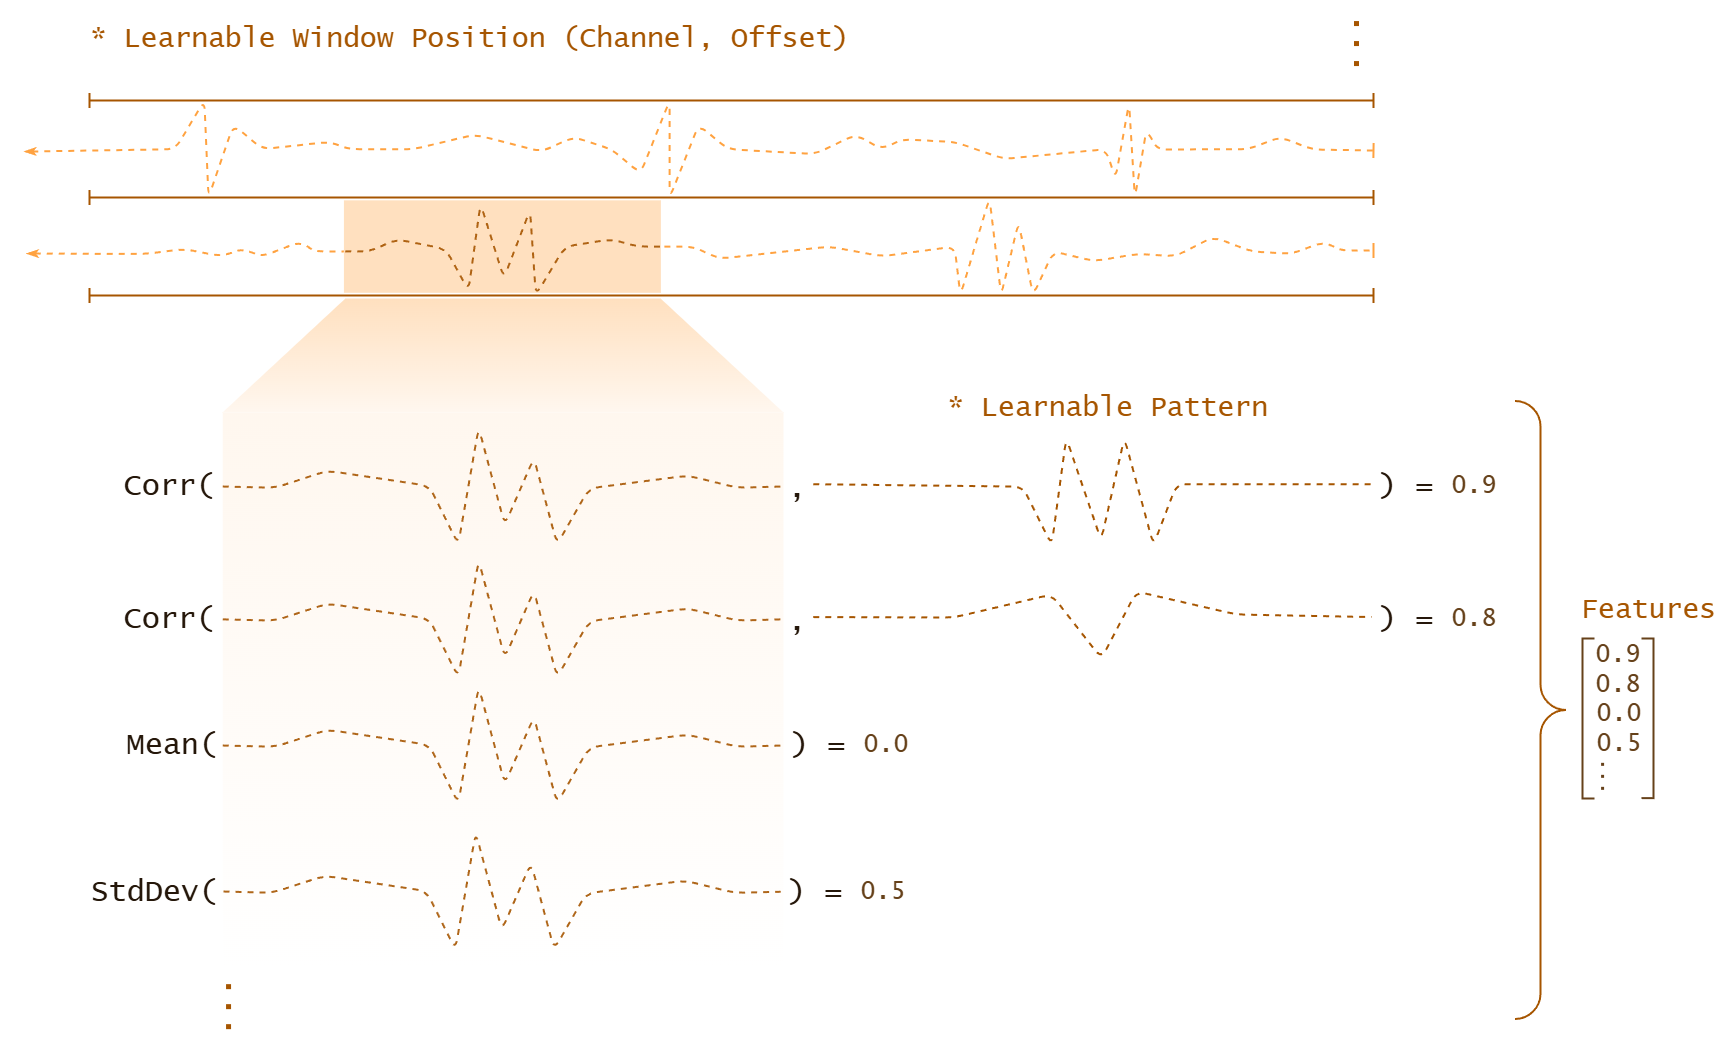 * Learnable Window Position (Channel, Offset)
* Learnable Pattern
Corr( , ) = 0.9
Corr( , ) = 0.8
Mean( ) = 0.0
StdDev( ) = 0.5
Features
0.9
0.8
0.0
0.5